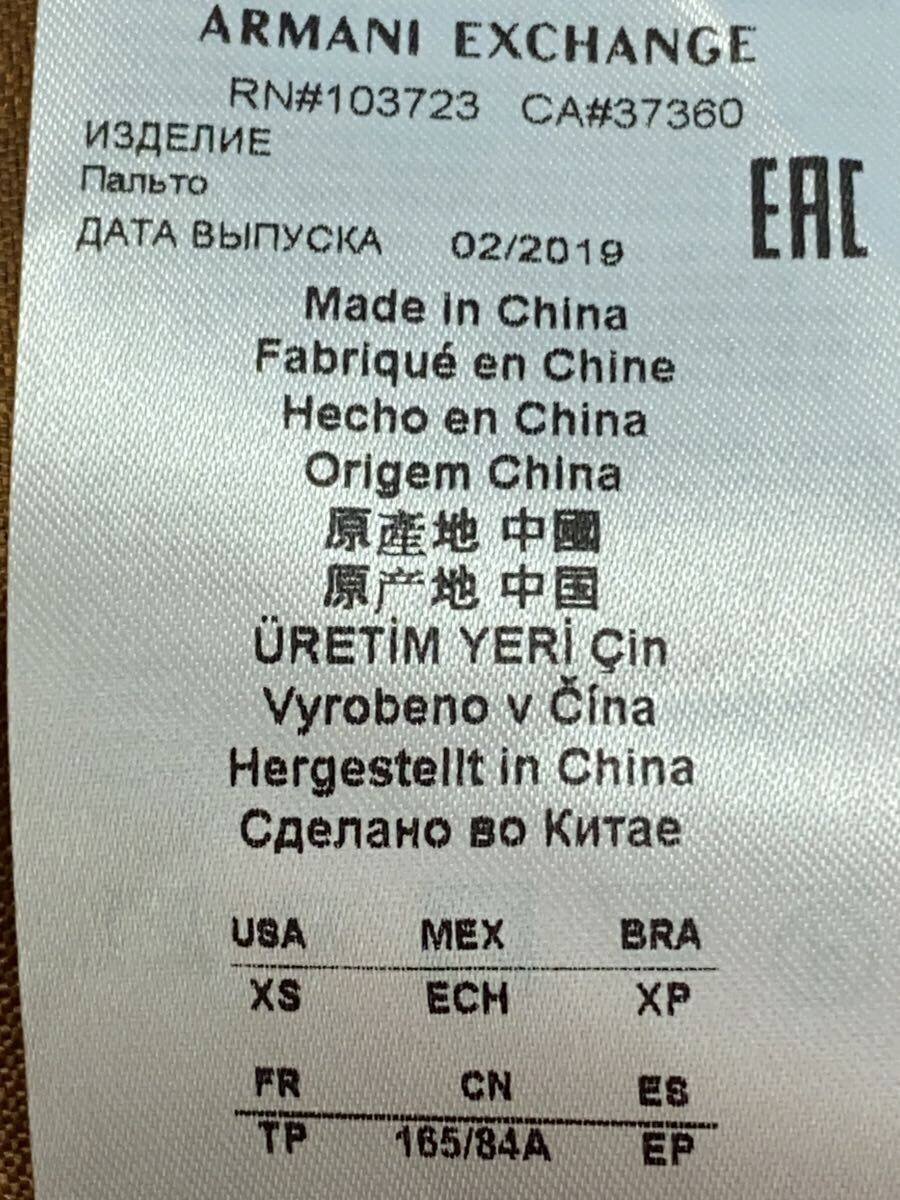 ARMANI EXCHANGE
RN#103723 CA#37360
ИЗДЕЛИЕ
Пальто
EAC
ДАТА ВЫПУСКА 02/2019
Made in China
Fabriqué en Chine
Hecho en China
Origem China
原產地 中國
原产地 中国
ÜRETİM YERİ Çin
Vyrobeno v Čína
Hergestellt in China
Сделано во Китае
USA MEX BRA
XS ECH XP
FR CN ES
TP 165/84A EP